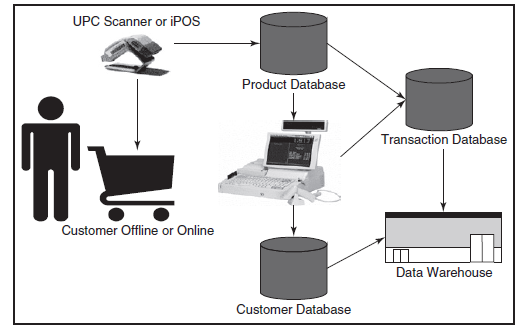 UPC Scanner or iPOS
Product Database
Transaction Database
Customer Offline or Online
Data Warehouse
Customer Database